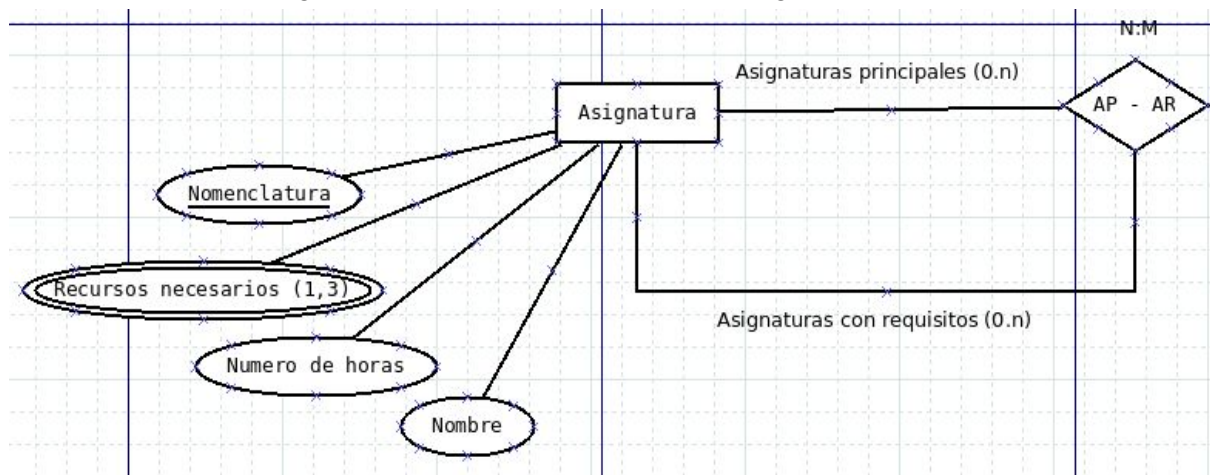 N:M
Asignaturas principales (0.n)
Asignatura
AP - AR
Nomenclatura
Recursos necesarios (1,3)
Asignaturas con requisitos (0.n)
Numero de horas
Nombre